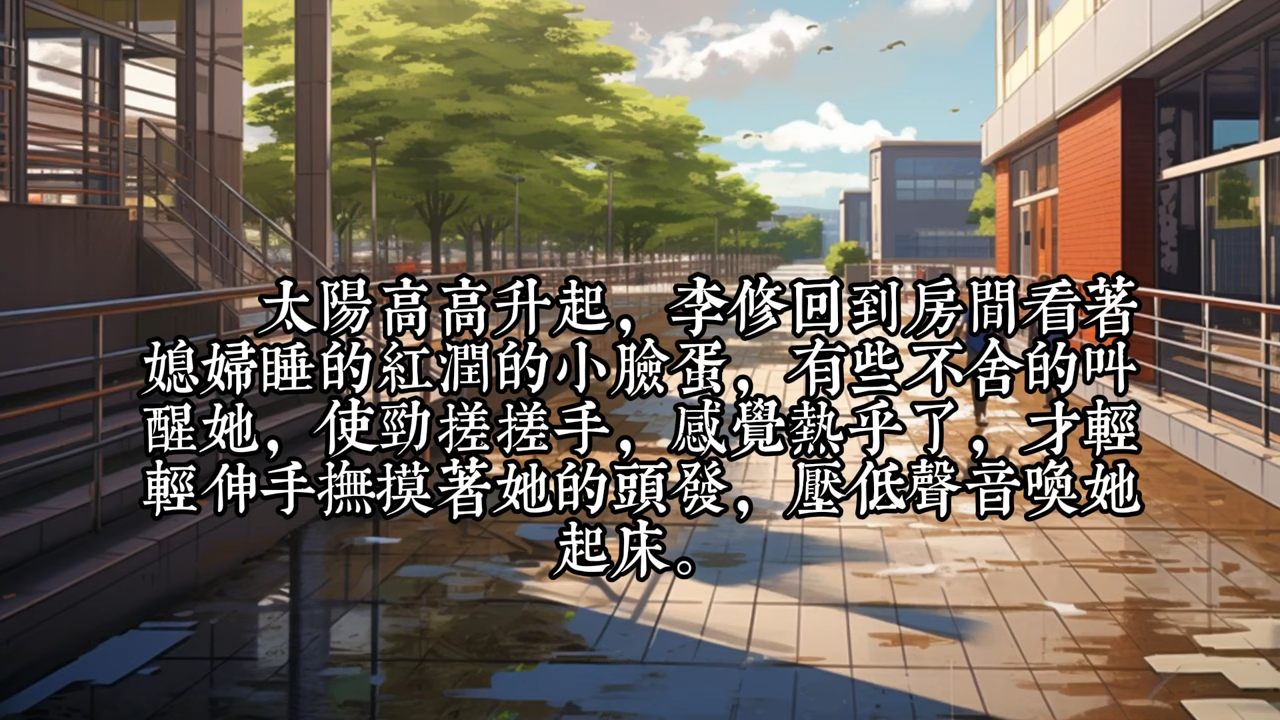 太陽高高升起，李修回到房間看著
媳婦睡的紅潤的小臉蛋，有些不舍的叫
醒她，使勁搓搓手，感覺熱乎了，才輕
輕伸手撫摸著她的頭發，壓低聲音喚她
起床。